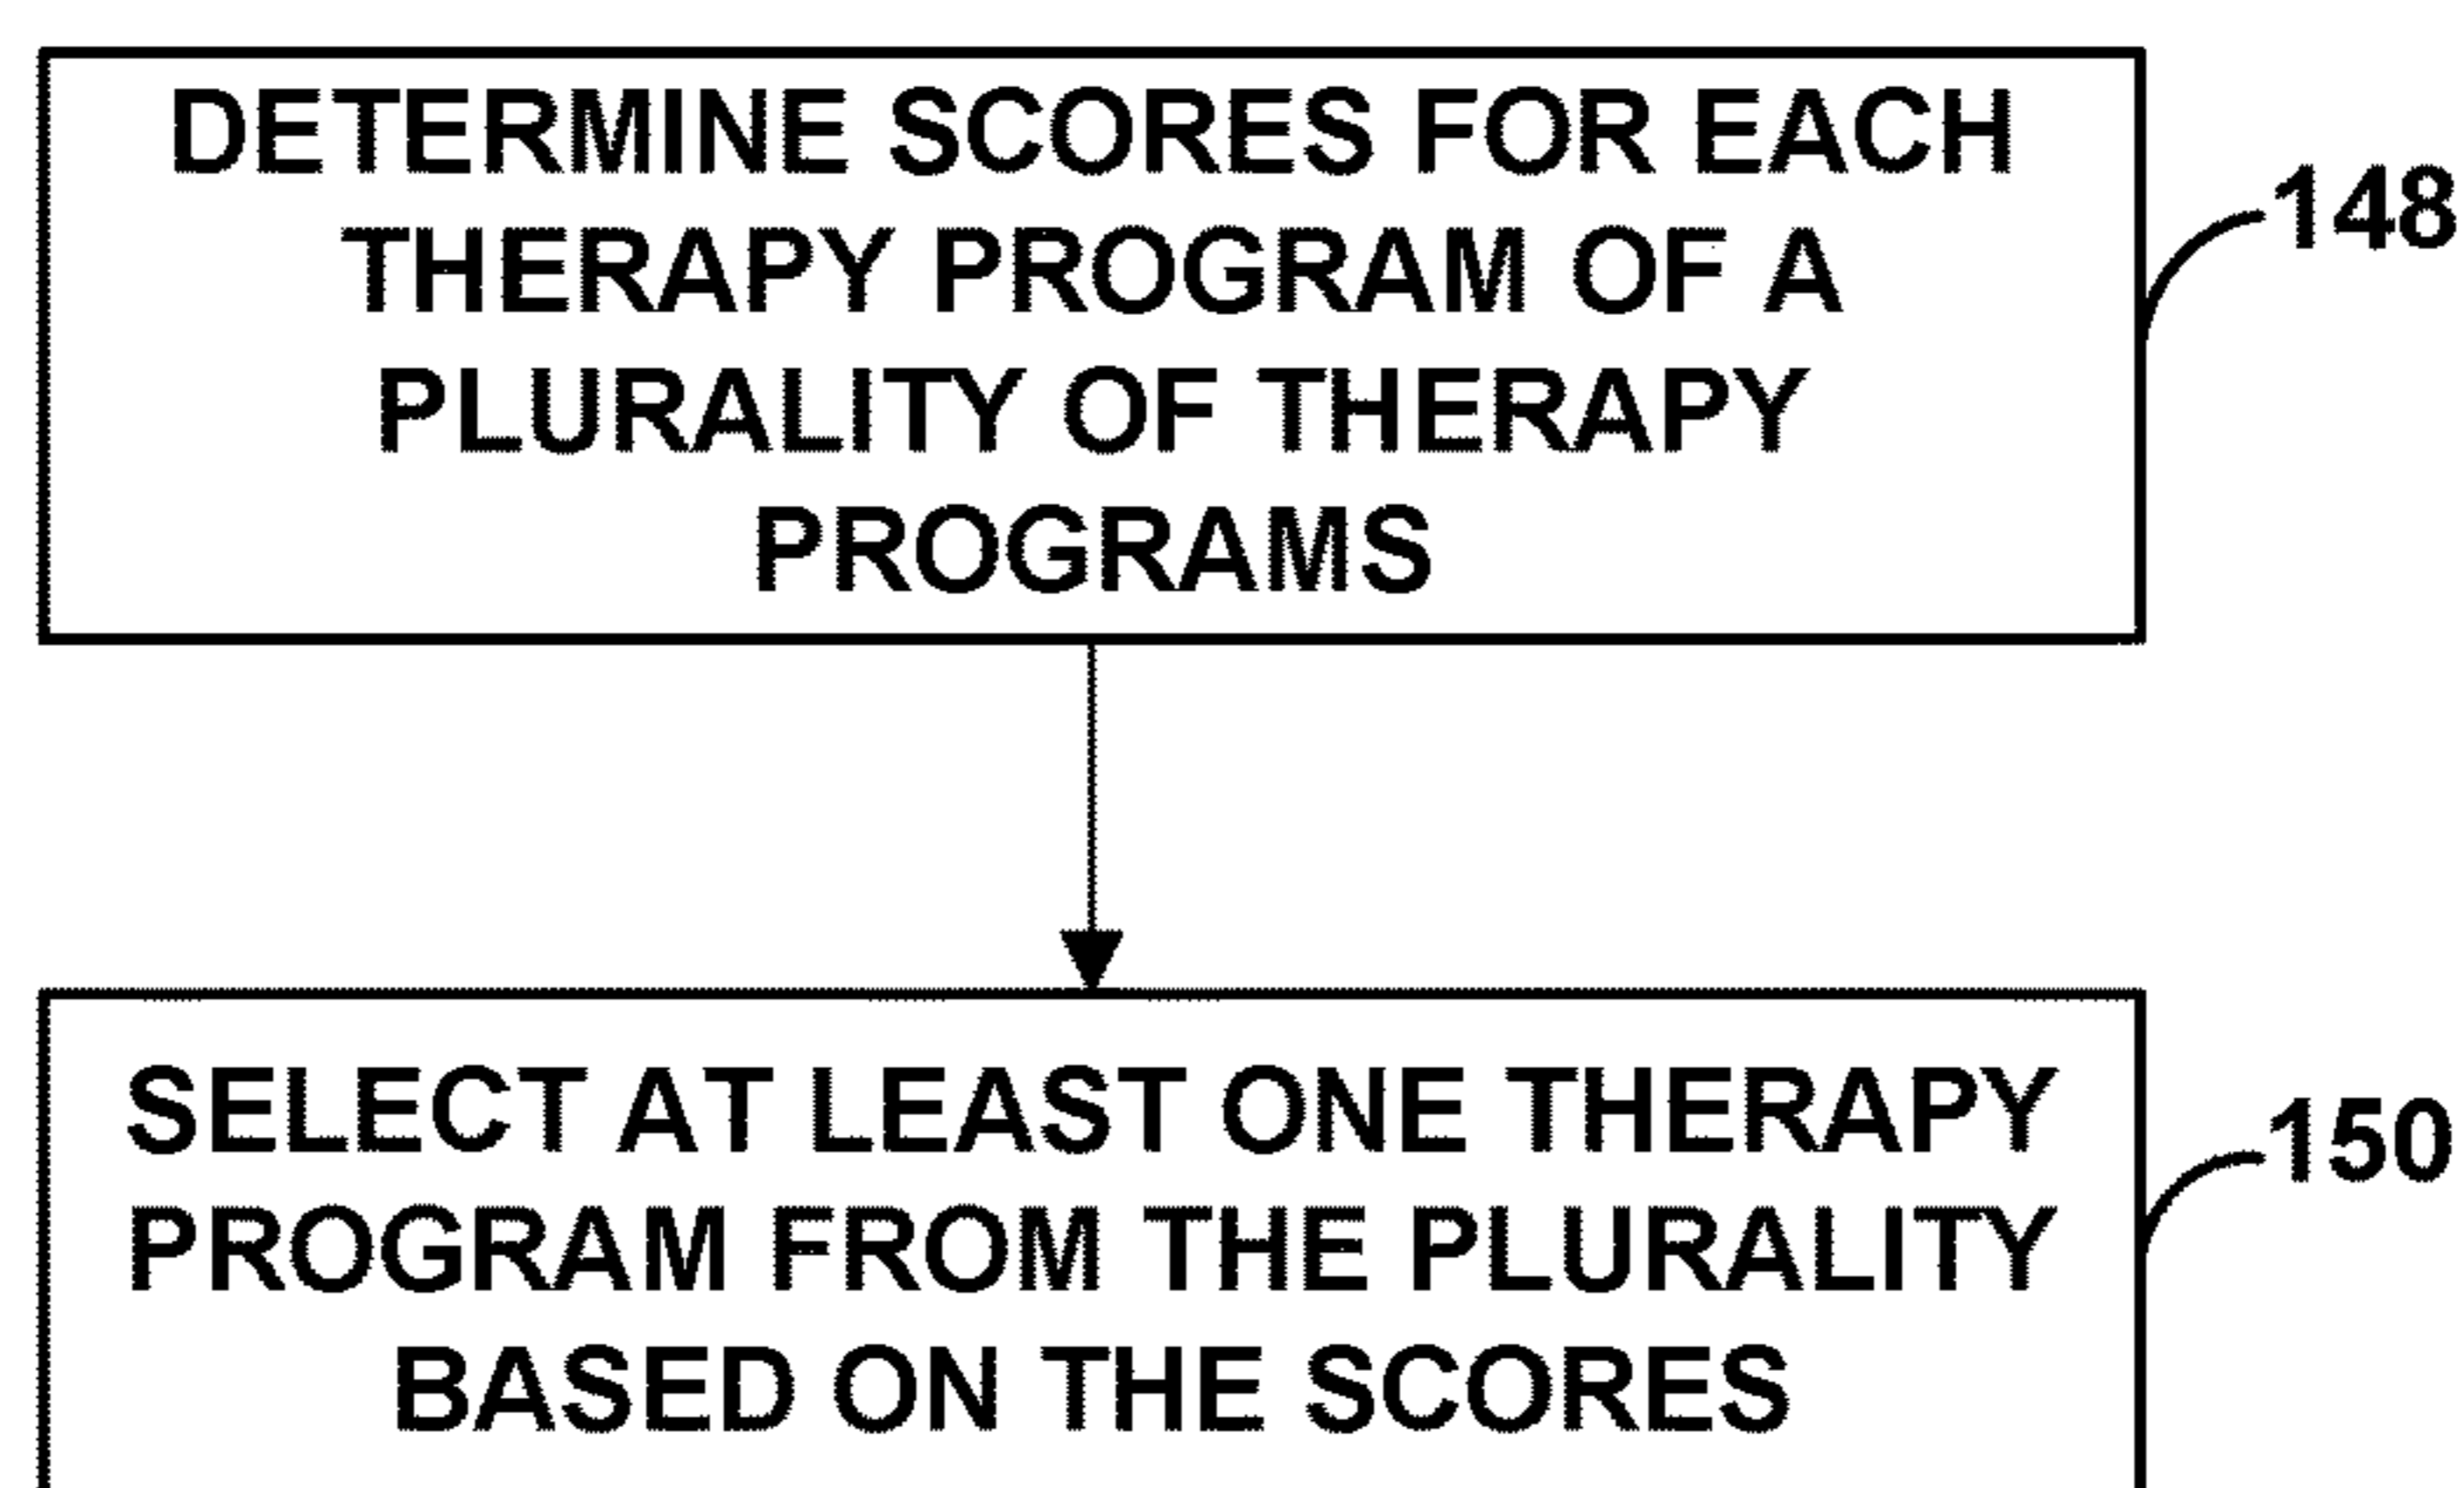 DETERMINE SCORES FOR EACH
THERAPY PROGRAM OF A
PLURALITY OF THERAPY
PROGRAMS
148
SELECT AT LEAST ONE THERAPY
PROGRAM FROM THE PLURALITY
BASED ON THE SCORES
150